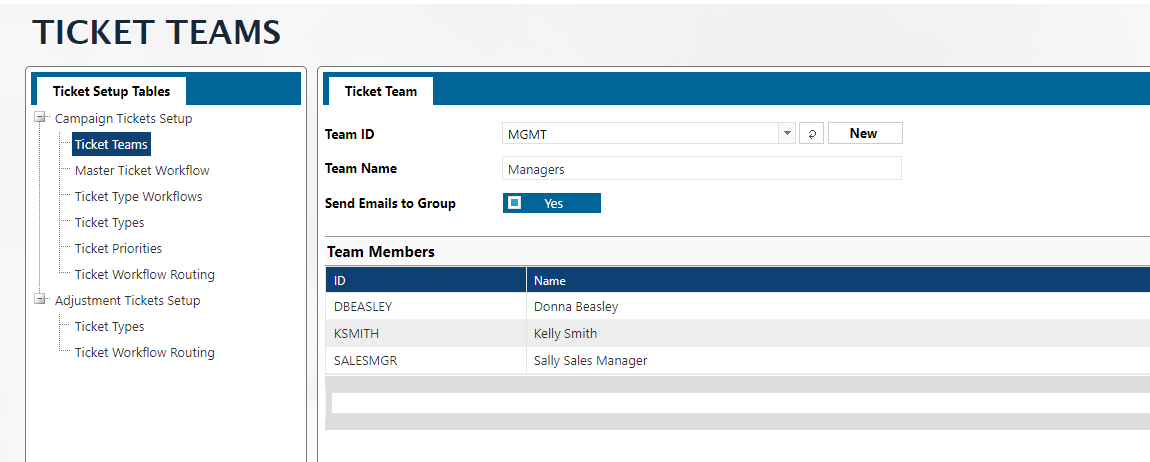 TICKET TEAMS
Ticket Setup Tables
Campaign Tickets Setup
Ticket Teams
Master Ticket Workflow
Ticket Type Workflows
Ticket Types
Ticket Priorities
Ticket Workflow Routing
Adjustment Tickets Setup
Ticket Types
Ticket Workflow Routing
Ticket Team
Team ID MGMT New
Team Name Managers
Send Emails to Group Yes
Team Members
ID Name
DBEASLEY Donna Beasley
KSMITH Kelly Smith
SALESMGR Sally Sales Manager